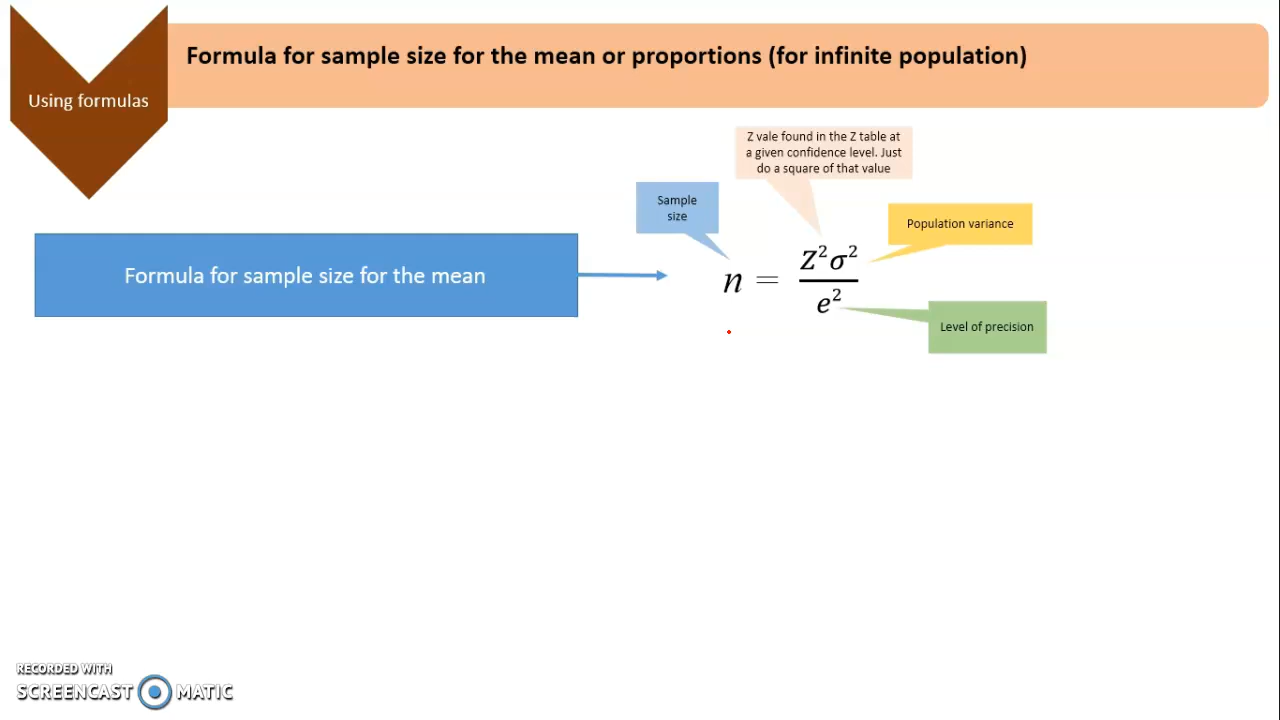 Formula for sample size for the mean or proportions (for infinite population)
Using formulas
Z vale found in the Z table at
a given confidence level. Just
do a square of that value
Sample
size
Population variance
Formula for sample size for the mean
n = Z²σ² / e²
Level of precision
RECORDED WITH
SCREENCAST MATIC